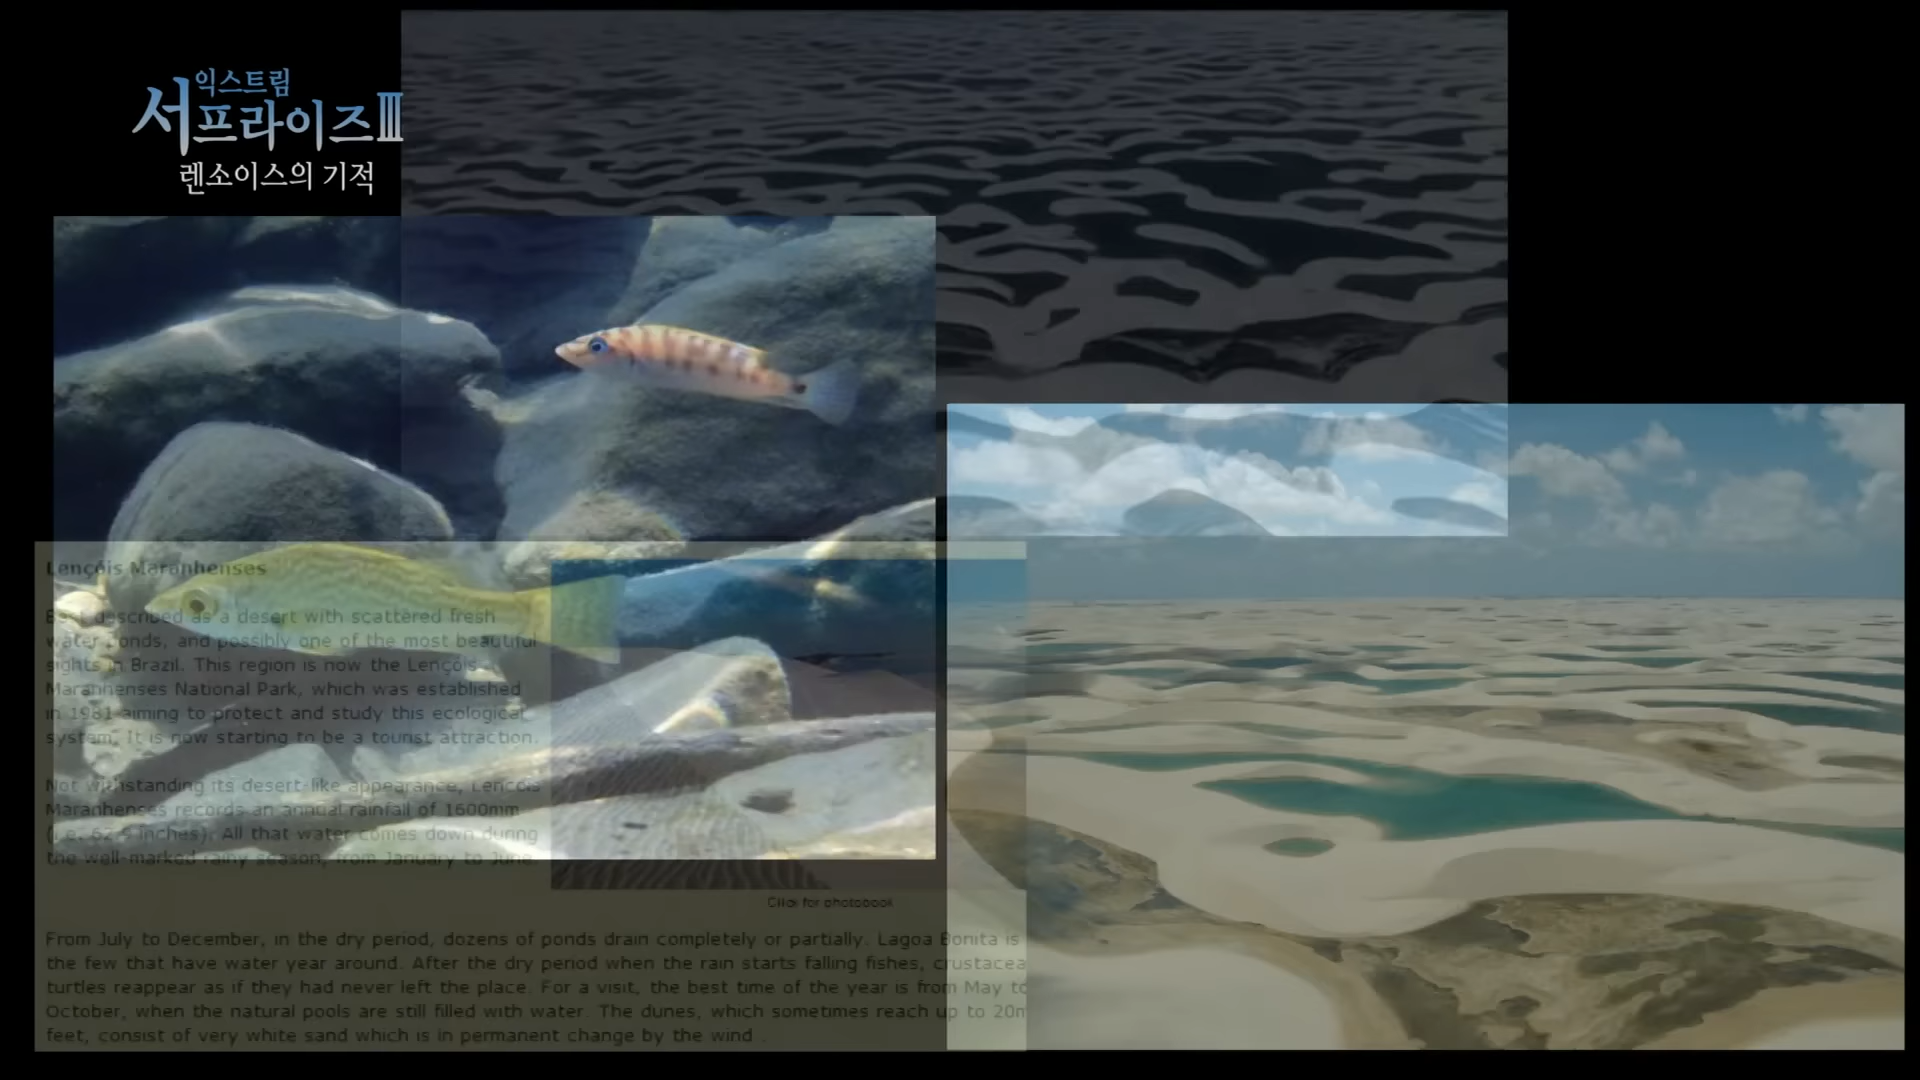 익스트림
서프라이즈Ⅲ
렌소이스의 기적
Lençóis Maranhenses
Best described as a desert with scattered fresh
water ponds, and possibly one of the most beautiful
sights in Brazil. This region is now the Lençóis
Maranhenses National Park, which was established
in 1981 aiming to protect and study this ecological
system. It is now starting to be a tourist attraction.
Not withstanding its desert-like appearance, Lencois
Maranhenses records an annual rainfall of 1600mm
(i.e. 62.5 inches). All that water comes down during
the well-marked rainy season, from January to June.
Click for photobook
From July to December, in the dry period, dozens of ponds drain completely or partially. Lagoa Bonita is
the few that have water year around. After the dry period when the rain starts falling fishes, crustacea
turtles reappear as if they had never left the place. For a visit, the best time of the year is from May to
October, when the natural pools are still filled with water. The dunes, which sometimes reach up to 20m
feet, consist of very white sand which is in permanent change by the wind .